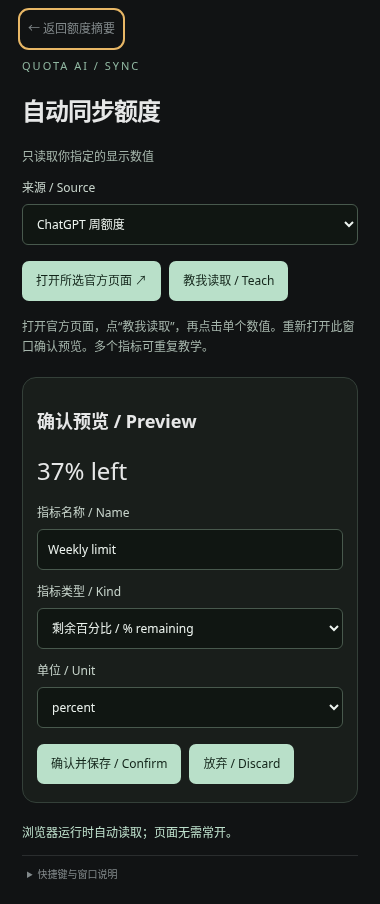 ← 返回额度摘要
QUOTA AI / SYNC
自动同步额度
只读取你指定的显示数值
来源 / Source
ChatGPT 周额度
打开所选官方页面 ↗
教我读取 / Teach
打开官方页面，点“教我读取”，再点击单个数值。重新打开此窗
口确认预览。多个指标可重复教学。
确认预览 / Preview
37% left
指标名称 / Name
Weekly limit
指标类型 / Kind
剩余百分比 / % remaining
单位 / Unit
percent
确认并保存 / Confirm
放弃 / Discard
浏览器运行时自动读取；页面无需常开。
▶ 快捷键与窗口说明